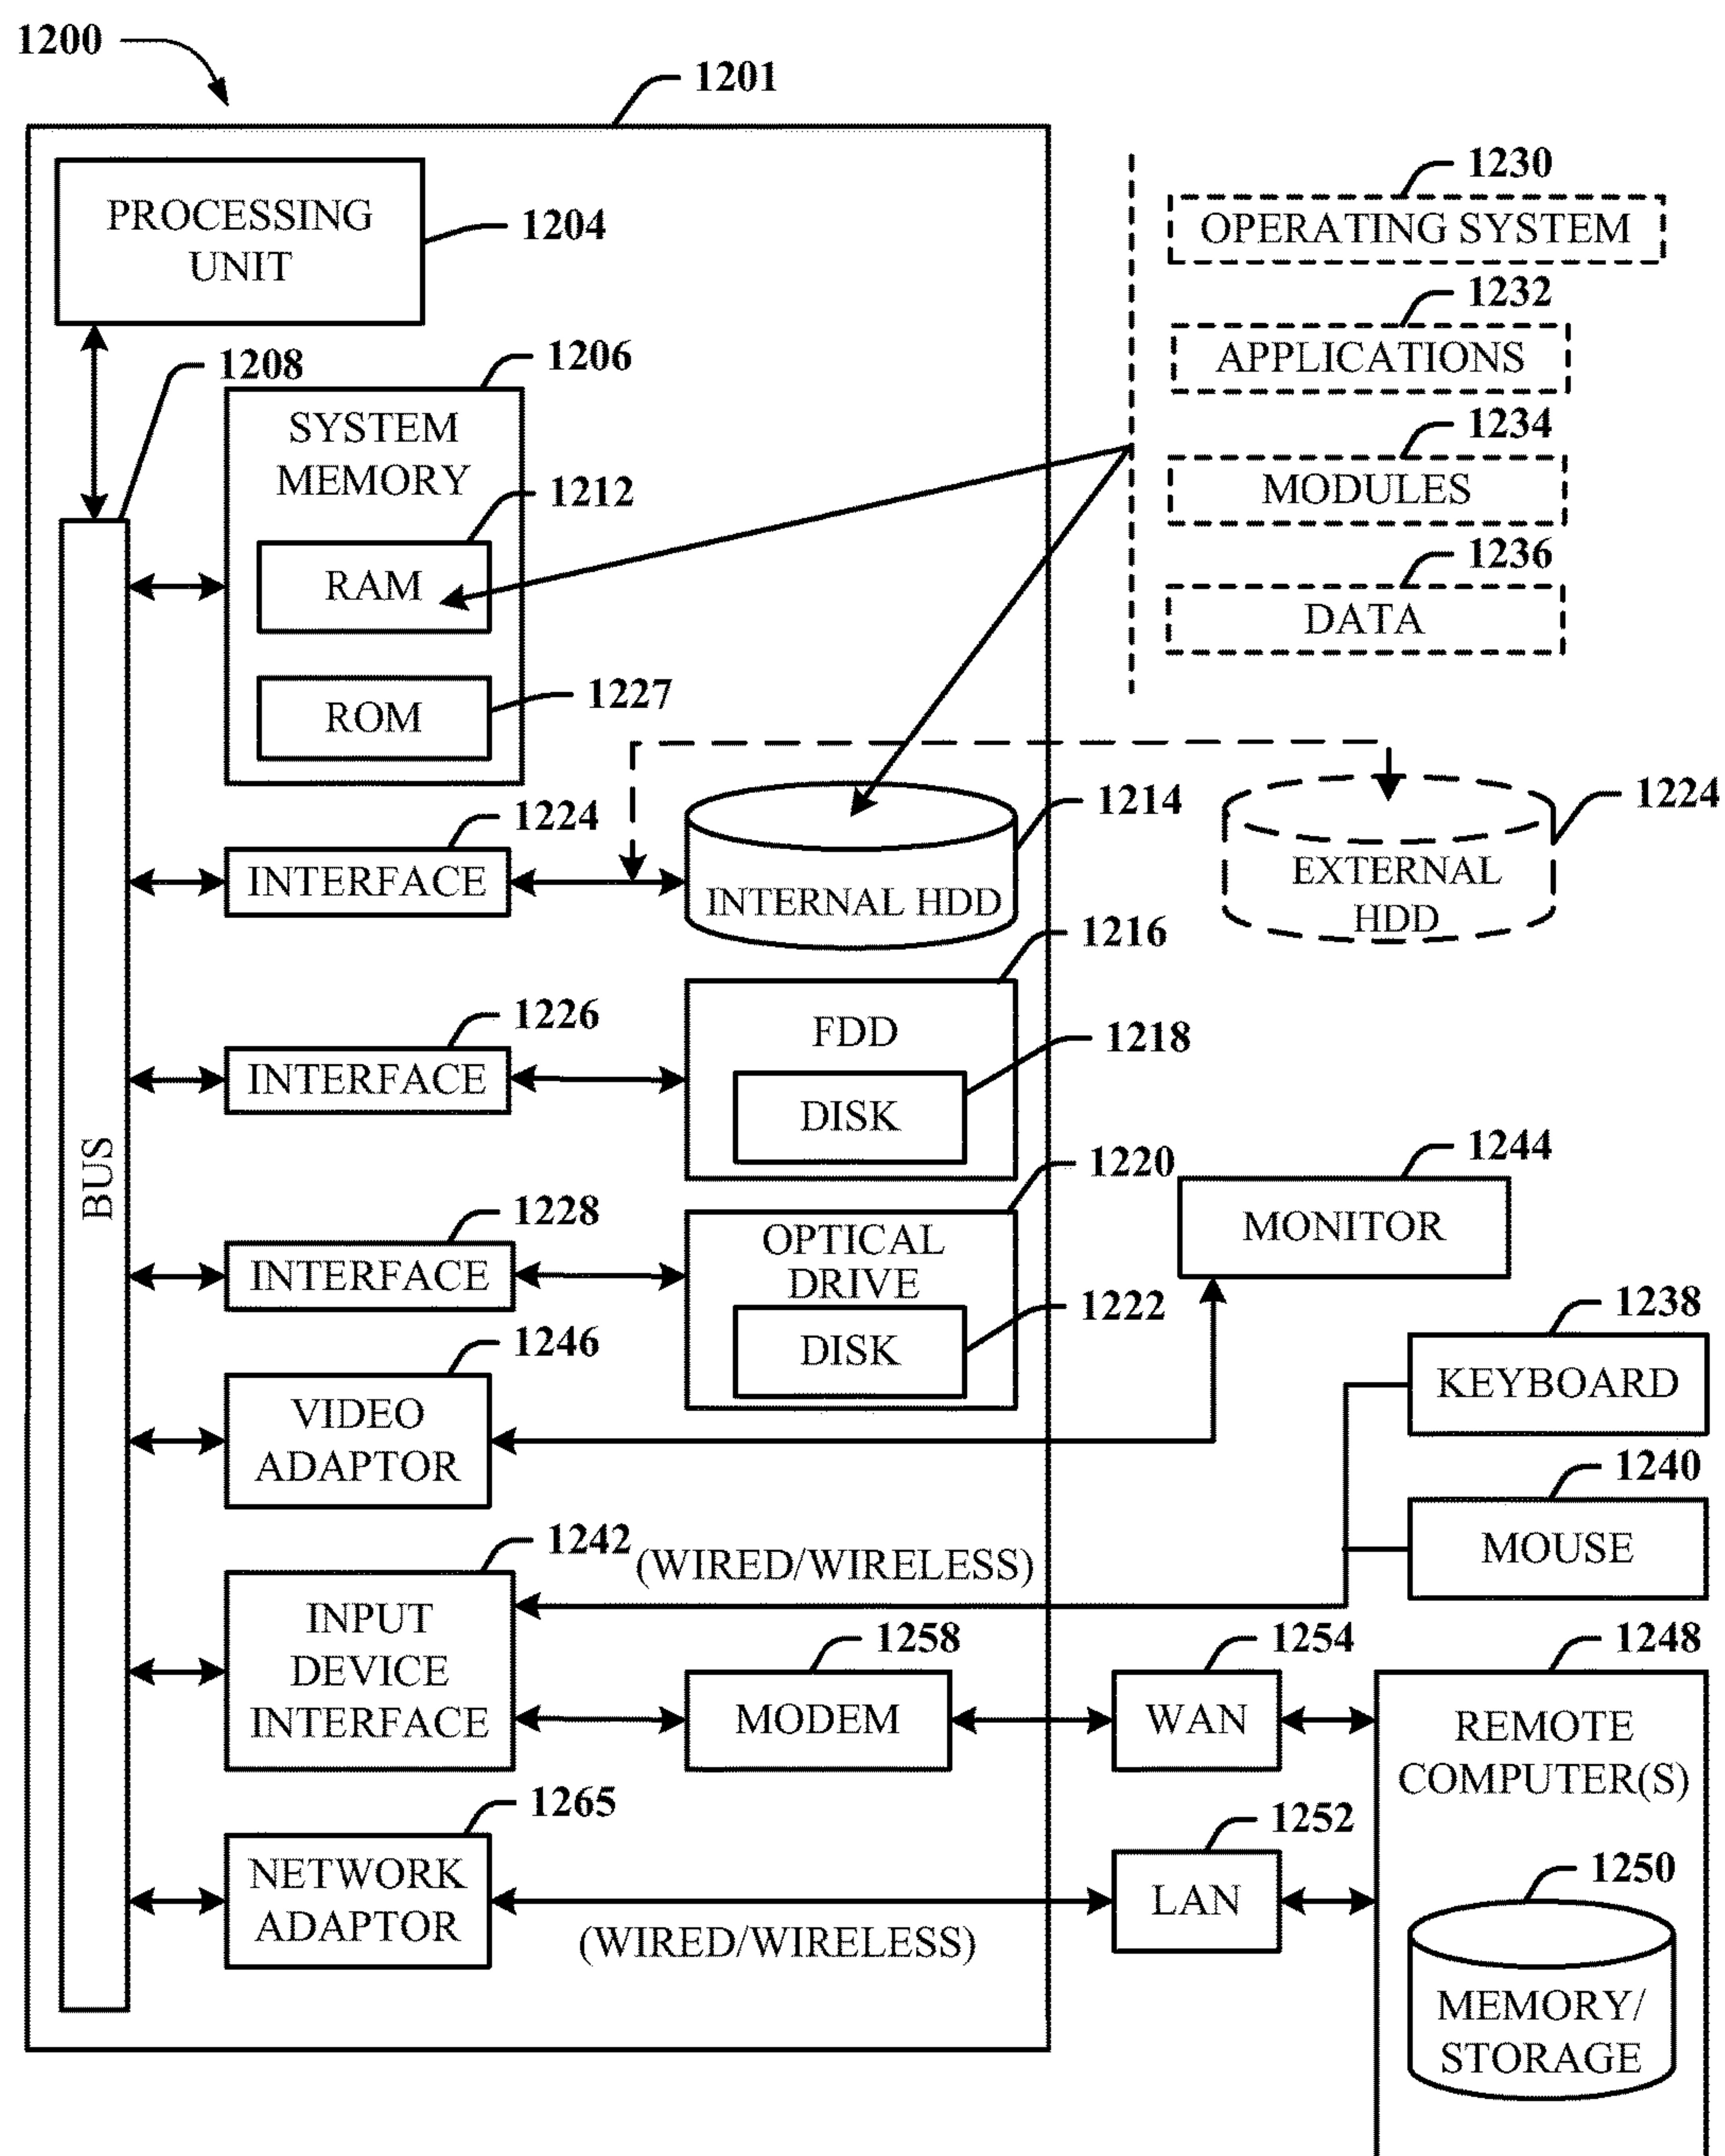 1200
1201
PROCESSING
UNIT
1204
1230
OPERATING SYSTEM
1232
APPLICATIONS
1234
MODULES
1236
DATA
1208
1206
SYSTEM
MEMORY
1212
RAM
1227
ROM
1224
INTERFACE
1214
INTERNAL HDD
1224
EXTERNAL
HDD
1226
INTERFACE
1216
FDD
1218
DISK
BUS
1228
INTERFACE
1220
OPTICAL
DRIVE
1222
DISK
1244
MONITOR
1246
VIDEO
ADAPTOR
1238
KEYBOARD
1240
MOUSE
1242
(WIRED/WIRELESS)
INPUT
DEVICE
INTERFACE
1258
MODEM
1254
WAN
1248
REMOTE
COMPUTER(S)
1265
NETWORK
ADAPTOR
(WIRED/WIRELESS)
1252
LAN
1250
MEMORY/
STORAGE